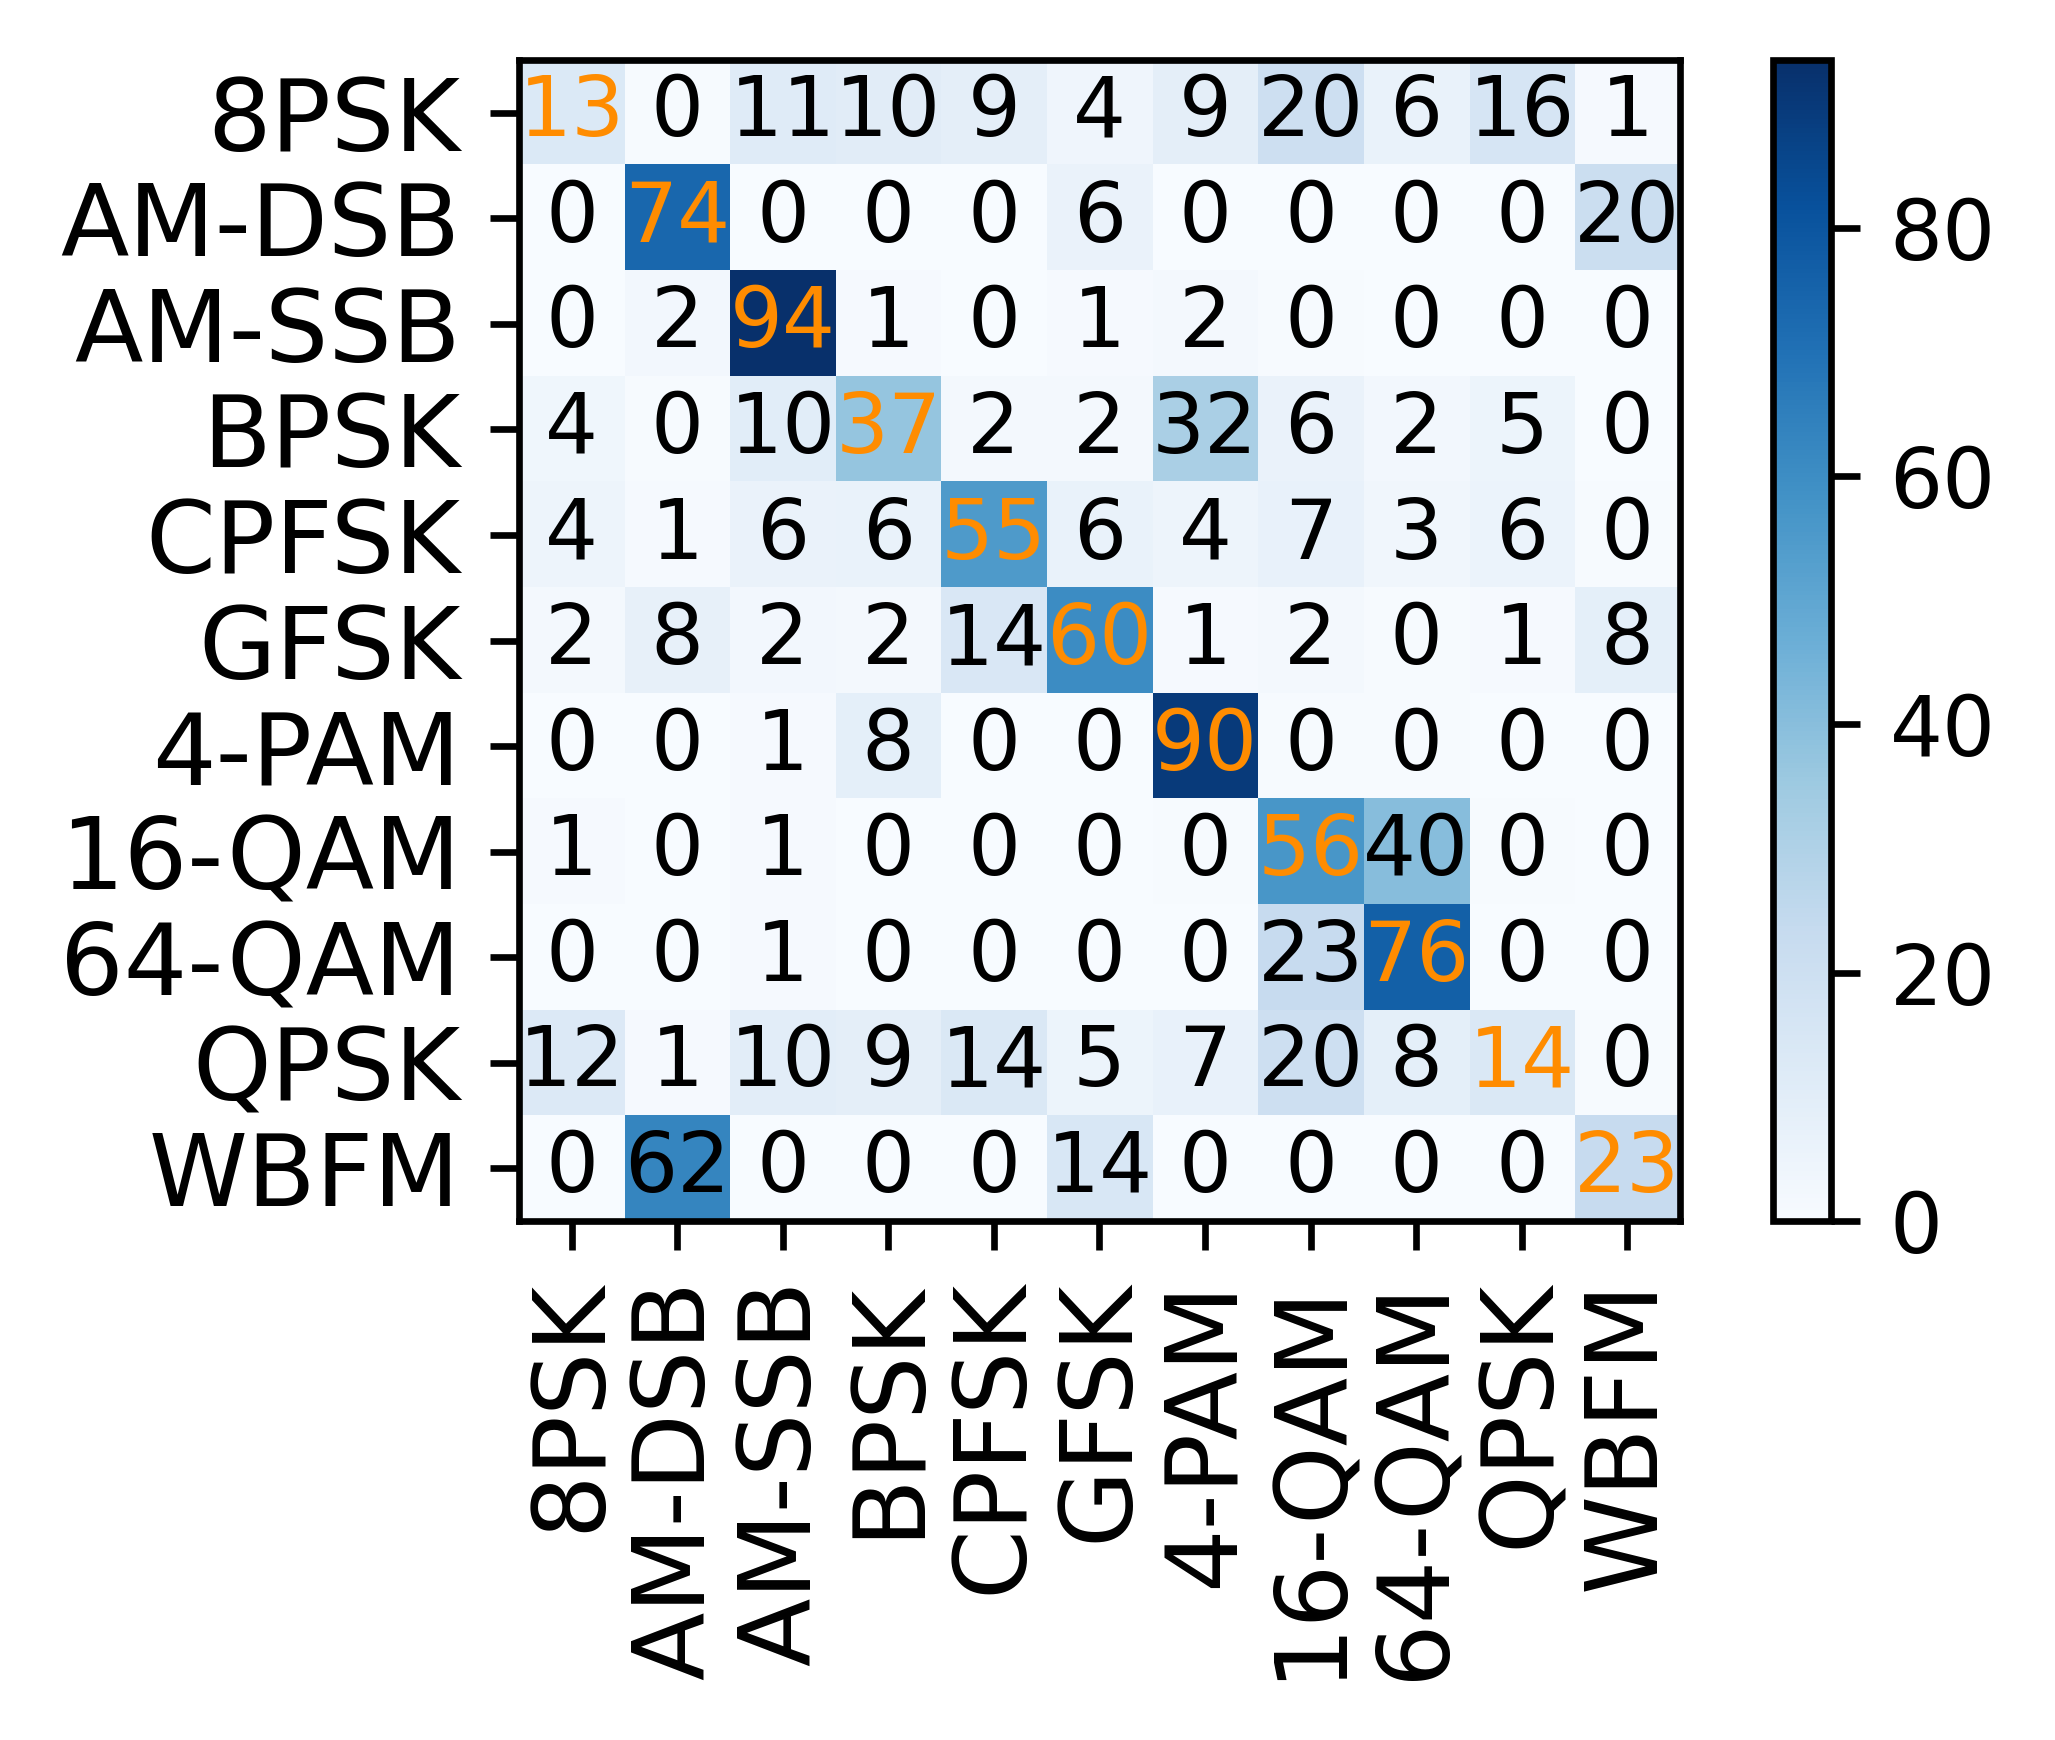 8PSK 13 0 11 10 9 4 9 20 6 16 1
AM-DSB 0 74 0 0 0 6 0 0 0 0 20
AM-SSB 0 2 94 1 0 1 2 0 0 0 0
BPSK 4 0 10 37 2 2 32 6 2 5 0
CPFSK 4 1 6 6 55 6 4 7 3 6 0
GFSK 2 8 2 2 14 60 1 2 0 1 8
4-PAM 0 0 1 8 0 0 90 0 0 0 0
16-QAM 1 0 1 0 0 0 0 56 40 0 0
64-QAM 0 0 1 0 0 0 0 23 76 0 0
QPSK 12 1 10 9 14 5 7 20 8 14 0
WBFM 0 62 0 0 0 14 0 0 0 0 23
8PSK
AM-DSB
AM-SSB
BPSK
CPFSK
GFSK
4-PAM
16-QAM
64-QAM
QPSK
WBFM
80
60
40
20
0